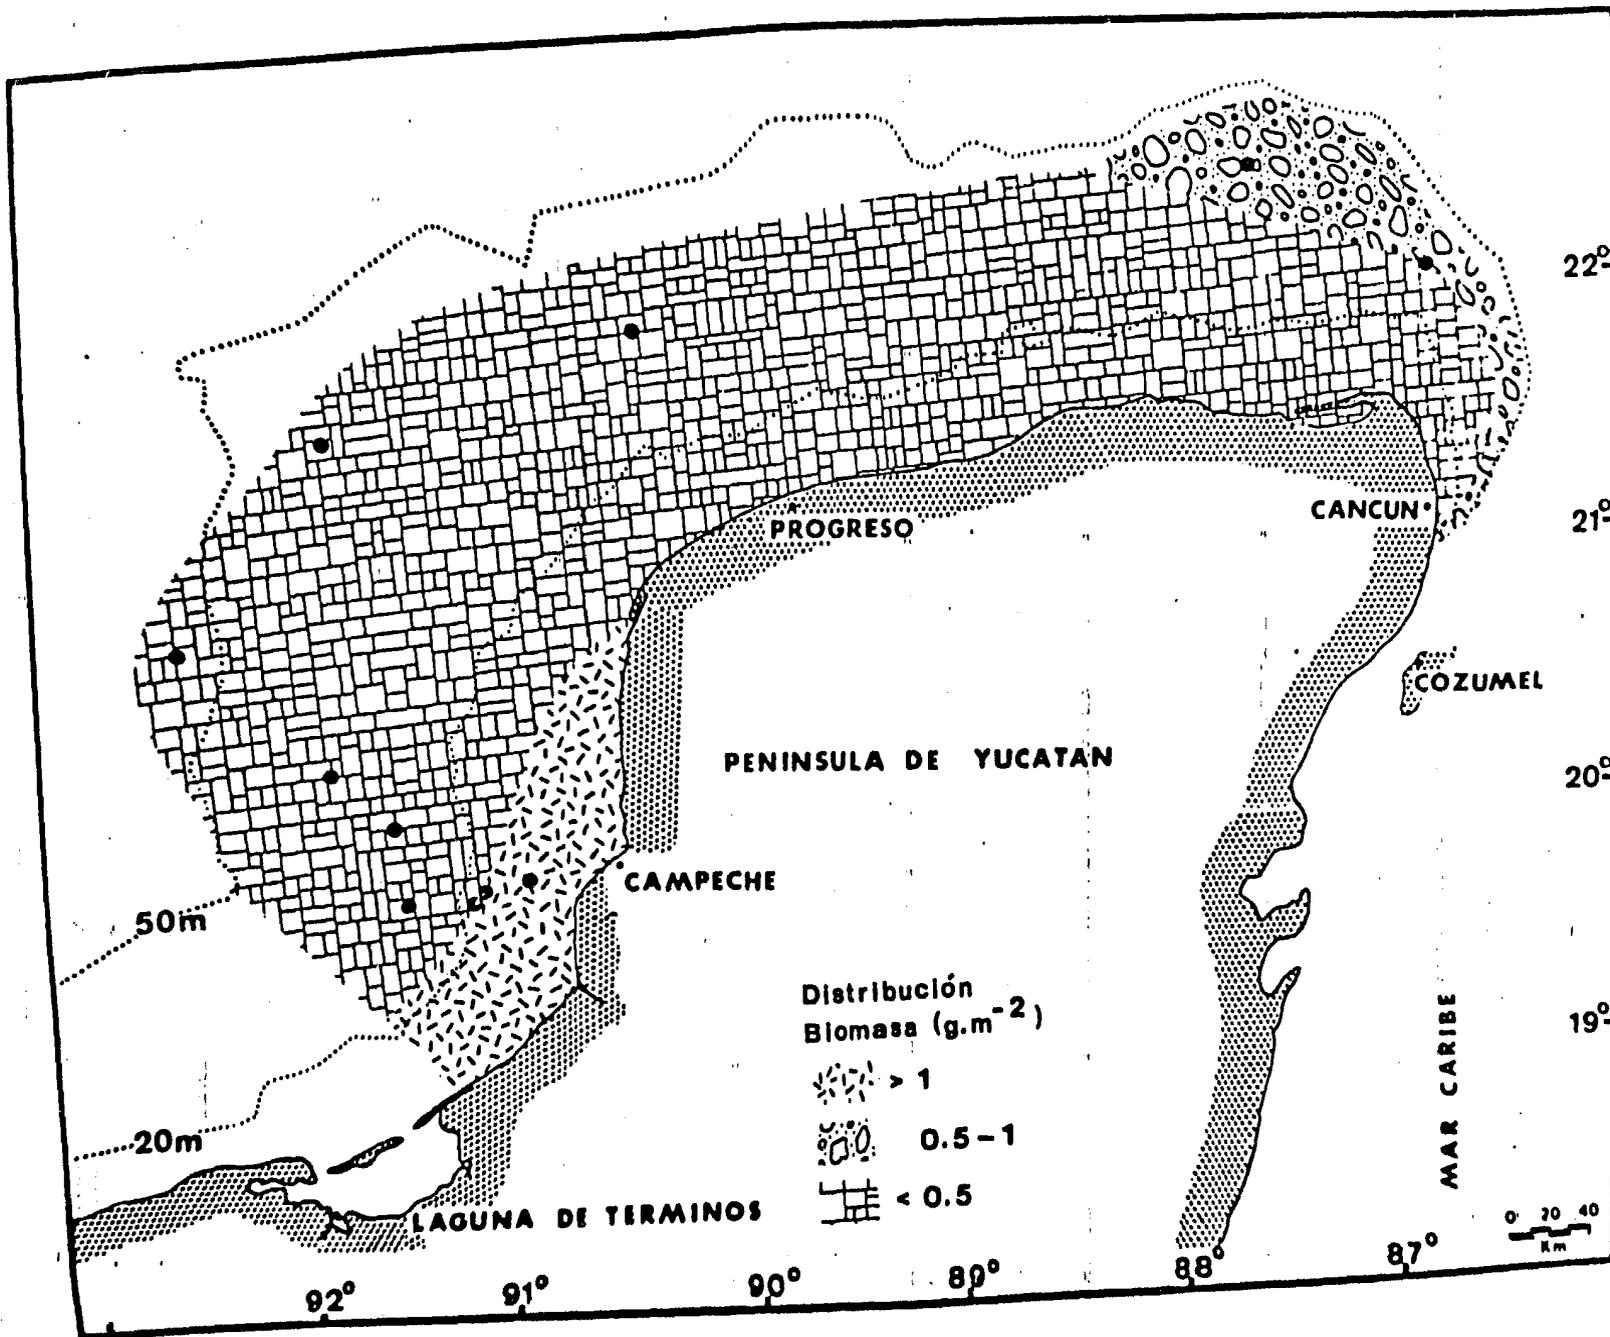 22°
21°
20°
19°
PROGRESO
CANCUN
COZUMEL
PENINSULA DE YUCATAN
CAMPECHE
50m
20m
Distribución
Biomasa (g.m⁻²)
> 1
0.5-1
< 0.5
MAR CARIBE
LAGUNA DE TERMINOS
0 20 40
Km
92° 91° 90° 89° 88° 87°